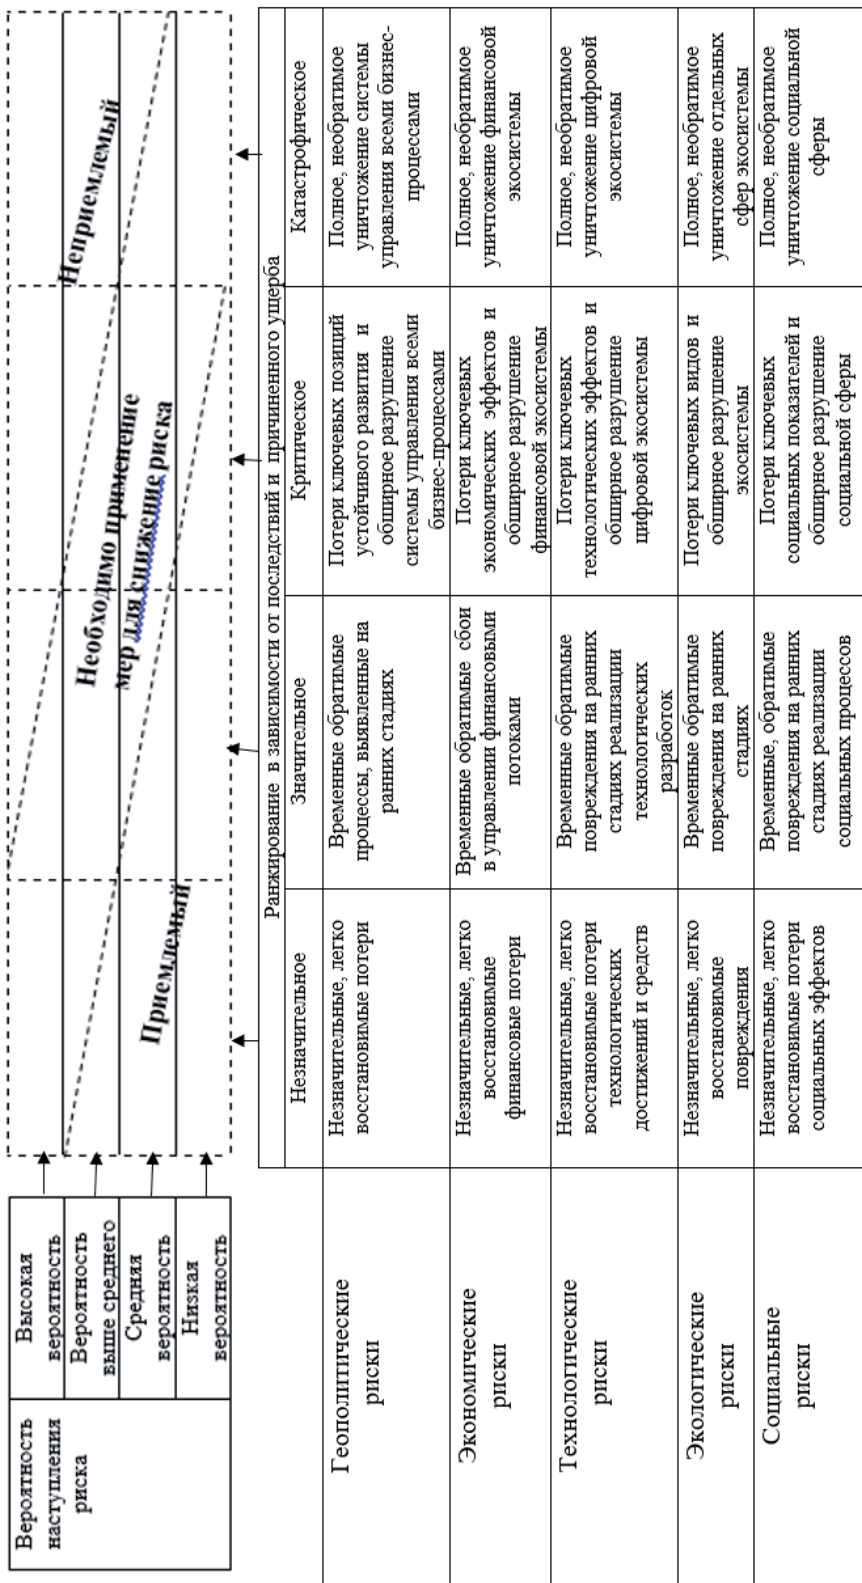 Вероятность
наступления
риска
Высокая
вероятность
Вероятность
выше среднего
Средняя
вероятность
Низкая
вероятность
Неприемлемый
Необходимо применение
мер для снижение риска
Приемлемый
Ранжирование в зависимости от последствий и причиненного ущерба
Незначительное
Значительное
Критическое
Катастрофическое
Геополитические
риски
Незначительные, легко
восстановимые потери
Временные обратимые
процессы, выявленные на
ранних стадиях
Потери ключевых позиций
устойчивого развития и
обширное разрушение
системы управления всеми
бизнес-процессами
Полное, необратимое
уничтожение системы
управления всеми бизнес-
процессами
Экономические
риски
Незначительные, легко
восстановимые
финансовые потери
Временные обратимые сбои
в управлении финансовыми
потоками
Потери ключевых
экономических эффектов и
обширное разрушение
финансовой экосистемы
Полное, необратимое
уничтожение финансовой
экосистемы
Технологические
риски
Незначительные, легко
восстановимые потери
технологических
достижений и средств
Временные обратимые
повреждения на ранних
стадиях реализации
технологических
разработок
Потери ключевых
технологических эффектов и
обширное разрушение
цифровой экосистемы
Полное, необратимое
уничтожение цифровой
экосистемы
Экологические
риски
Незначительные, легко
восстановимые
повреждения
Временные обратимые
повреждения на ранних
стадиях
Потери ключевых видов и
обширное разрушение
экосистемы
Полное, необратимое
уничтожение отдельных
сфер экосистемы
Социальные
риски
Незначительные, легко
восстановимые потери
социальных эффектов
Временные, обратимые
повреждения на ранних
стадиях реализации
социальных процессов
Потери ключевых
социальных показателей и
обширное разрушение
социальной сферы
Полное, необратимое
уничтожение социальной
сферы